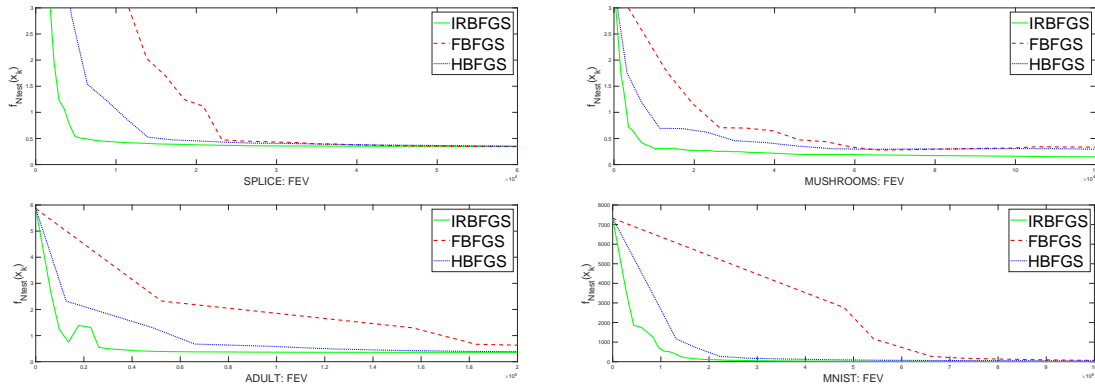 f_Ntest(x_k)
3
2.5
2
1.5
1
0.5
0
IRBFGS
FBFGS
HBFGS
0 1 2 3 4 5 6
×10^4
SPLICE: FEV
f_Ntest(x_k)
3
2.5
2
1.5
1
0.5
0
IRBFGS
FBFGS
HBFGS
0 2 4 6 8 10 12
×10^4
MUSHROOMS: FEV
f_Ntest(x_k)
6
5
4
3
2
1
0
IRBFGS
FBFGS
HBFGS
0 0.2 0.4 0.6 0.8 1 1.2 1.4 1.6 1.8 2
ADULT: FEV
f_Ntest(x_k)
8000
7000
6000
5000
4000
3000
2000
1000
0
IRBFGS
FBFGS
HBFGS
0 1 2 3 4 5 6 7 8 9
MNIST: FEV